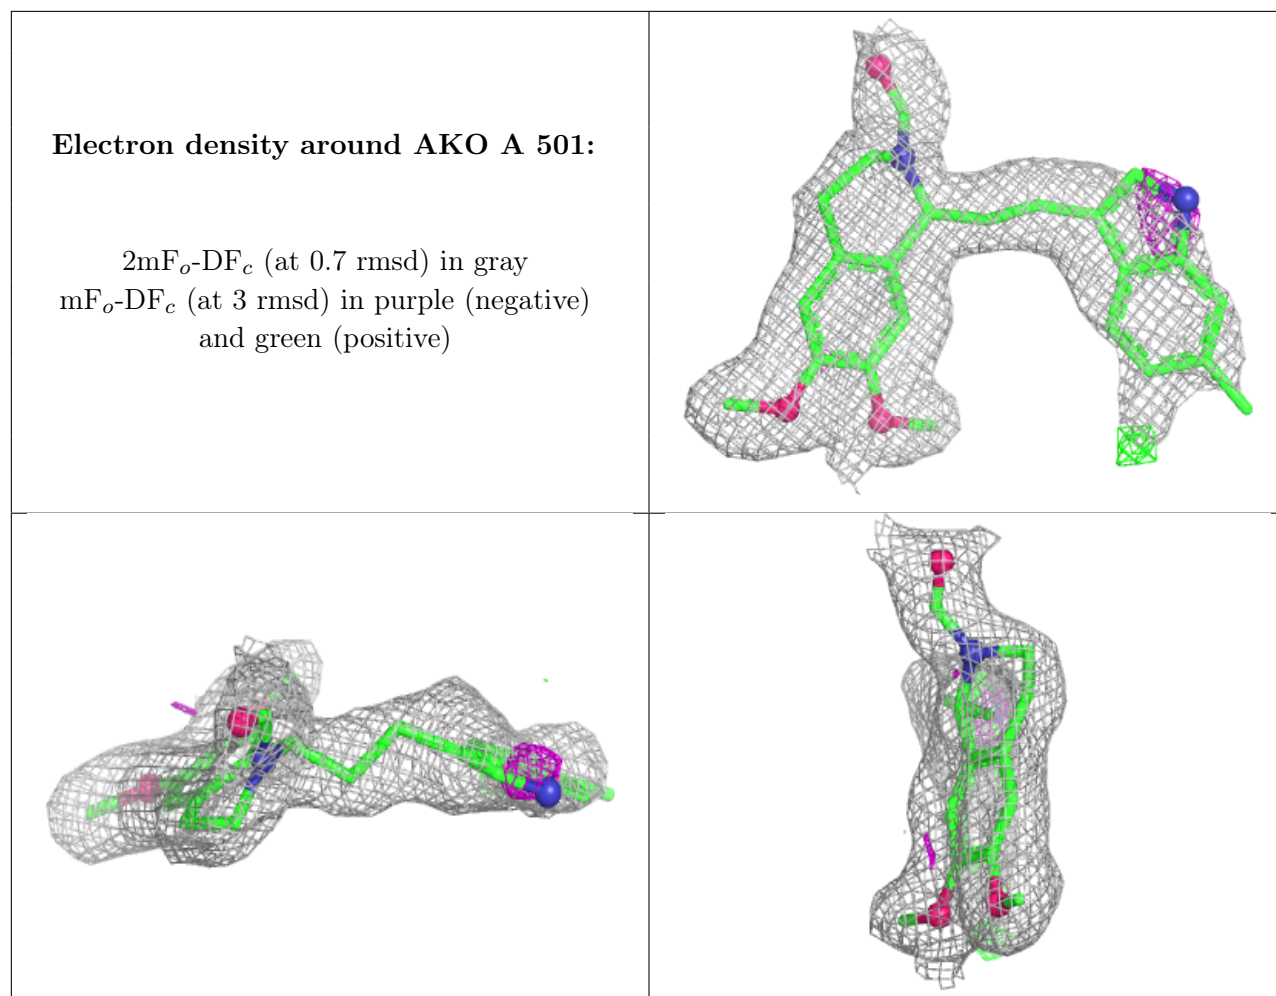 Electron density around AKO A 501:
2mFo-DFc (at 0.7 rmsd) in gray
mFo-DFc (at 3 rmsd) in purple (negative)
and green (positive)